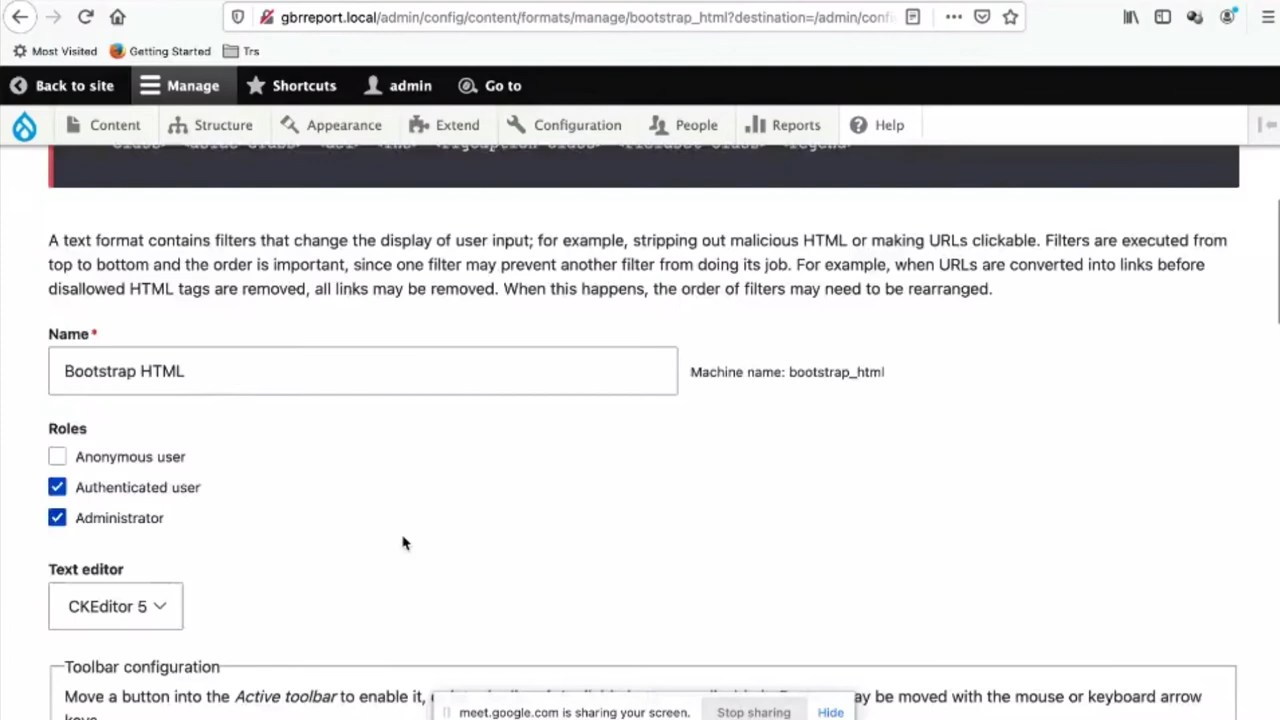 gbrreport.local/admin/config/content/formats/manage/bootstrap_html?destination=/admin/confi
Most Visited Getting Started Trs
Back to site Manage Shortcuts admin Go to
Content Structure Appearance Extend Configuration People Reports Help
A text format contains filters that change the display of user input; for example, stripping out malicious HTML or making URLs clickable. Filters are executed from
top to bottom and the order is important, since one filter may prevent another filter from doing its job. For example, when URLs are converted into links before
disallowed HTML tags are removed, all links may be removed. When this happens, the order of filters may need to be rearranged.
Name*
Bootstrap HTML Machine name: bootstrap_html
Roles
Anonymous user
Authenticated user
Administrator
Text editor
CKEditor 5
Toolbar configuration
Move a button into the Active toolbar to enable it, ay be moved with the mouse or keyboard arrow
meet.google.com is sharing your screen. Stop sharing Hide